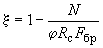 ξ = 1 − N / φR_c F_бр